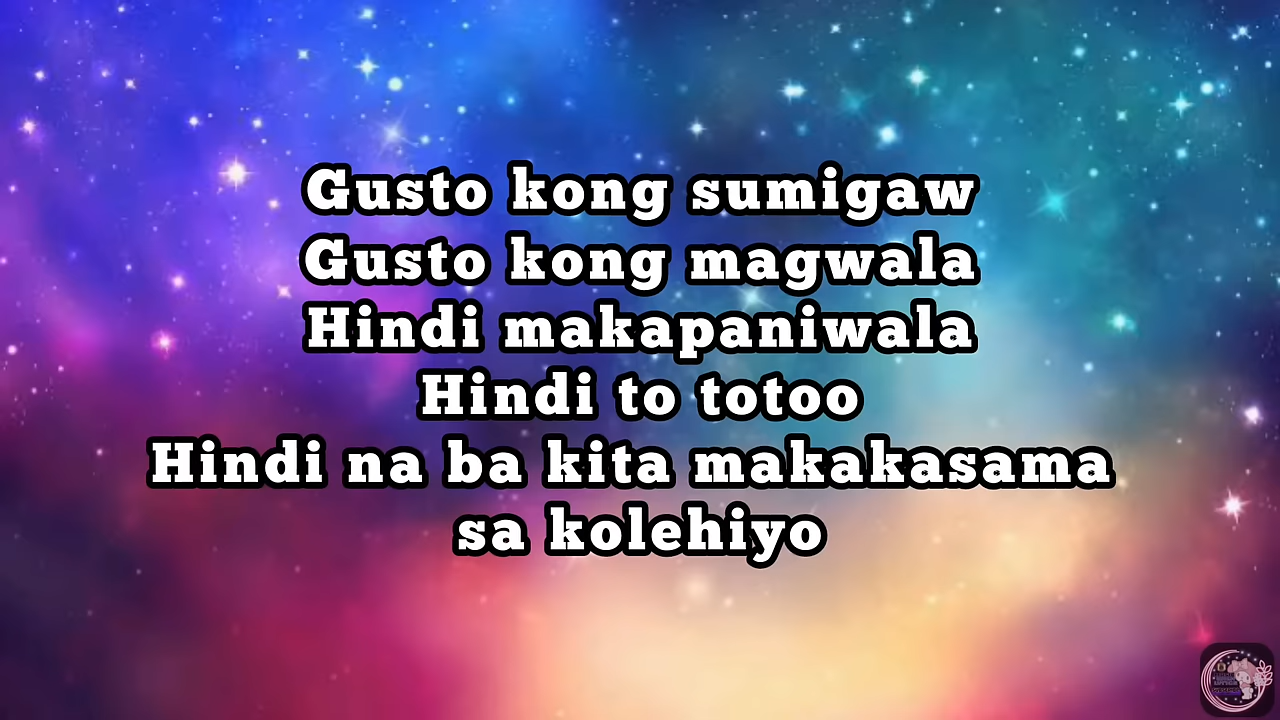 Gusto kong sumigaw
Gusto kong magwala
Hindi makapaniwala
Hindi to totoo
Hindi na ba kita makakasama
sa kolehiyo